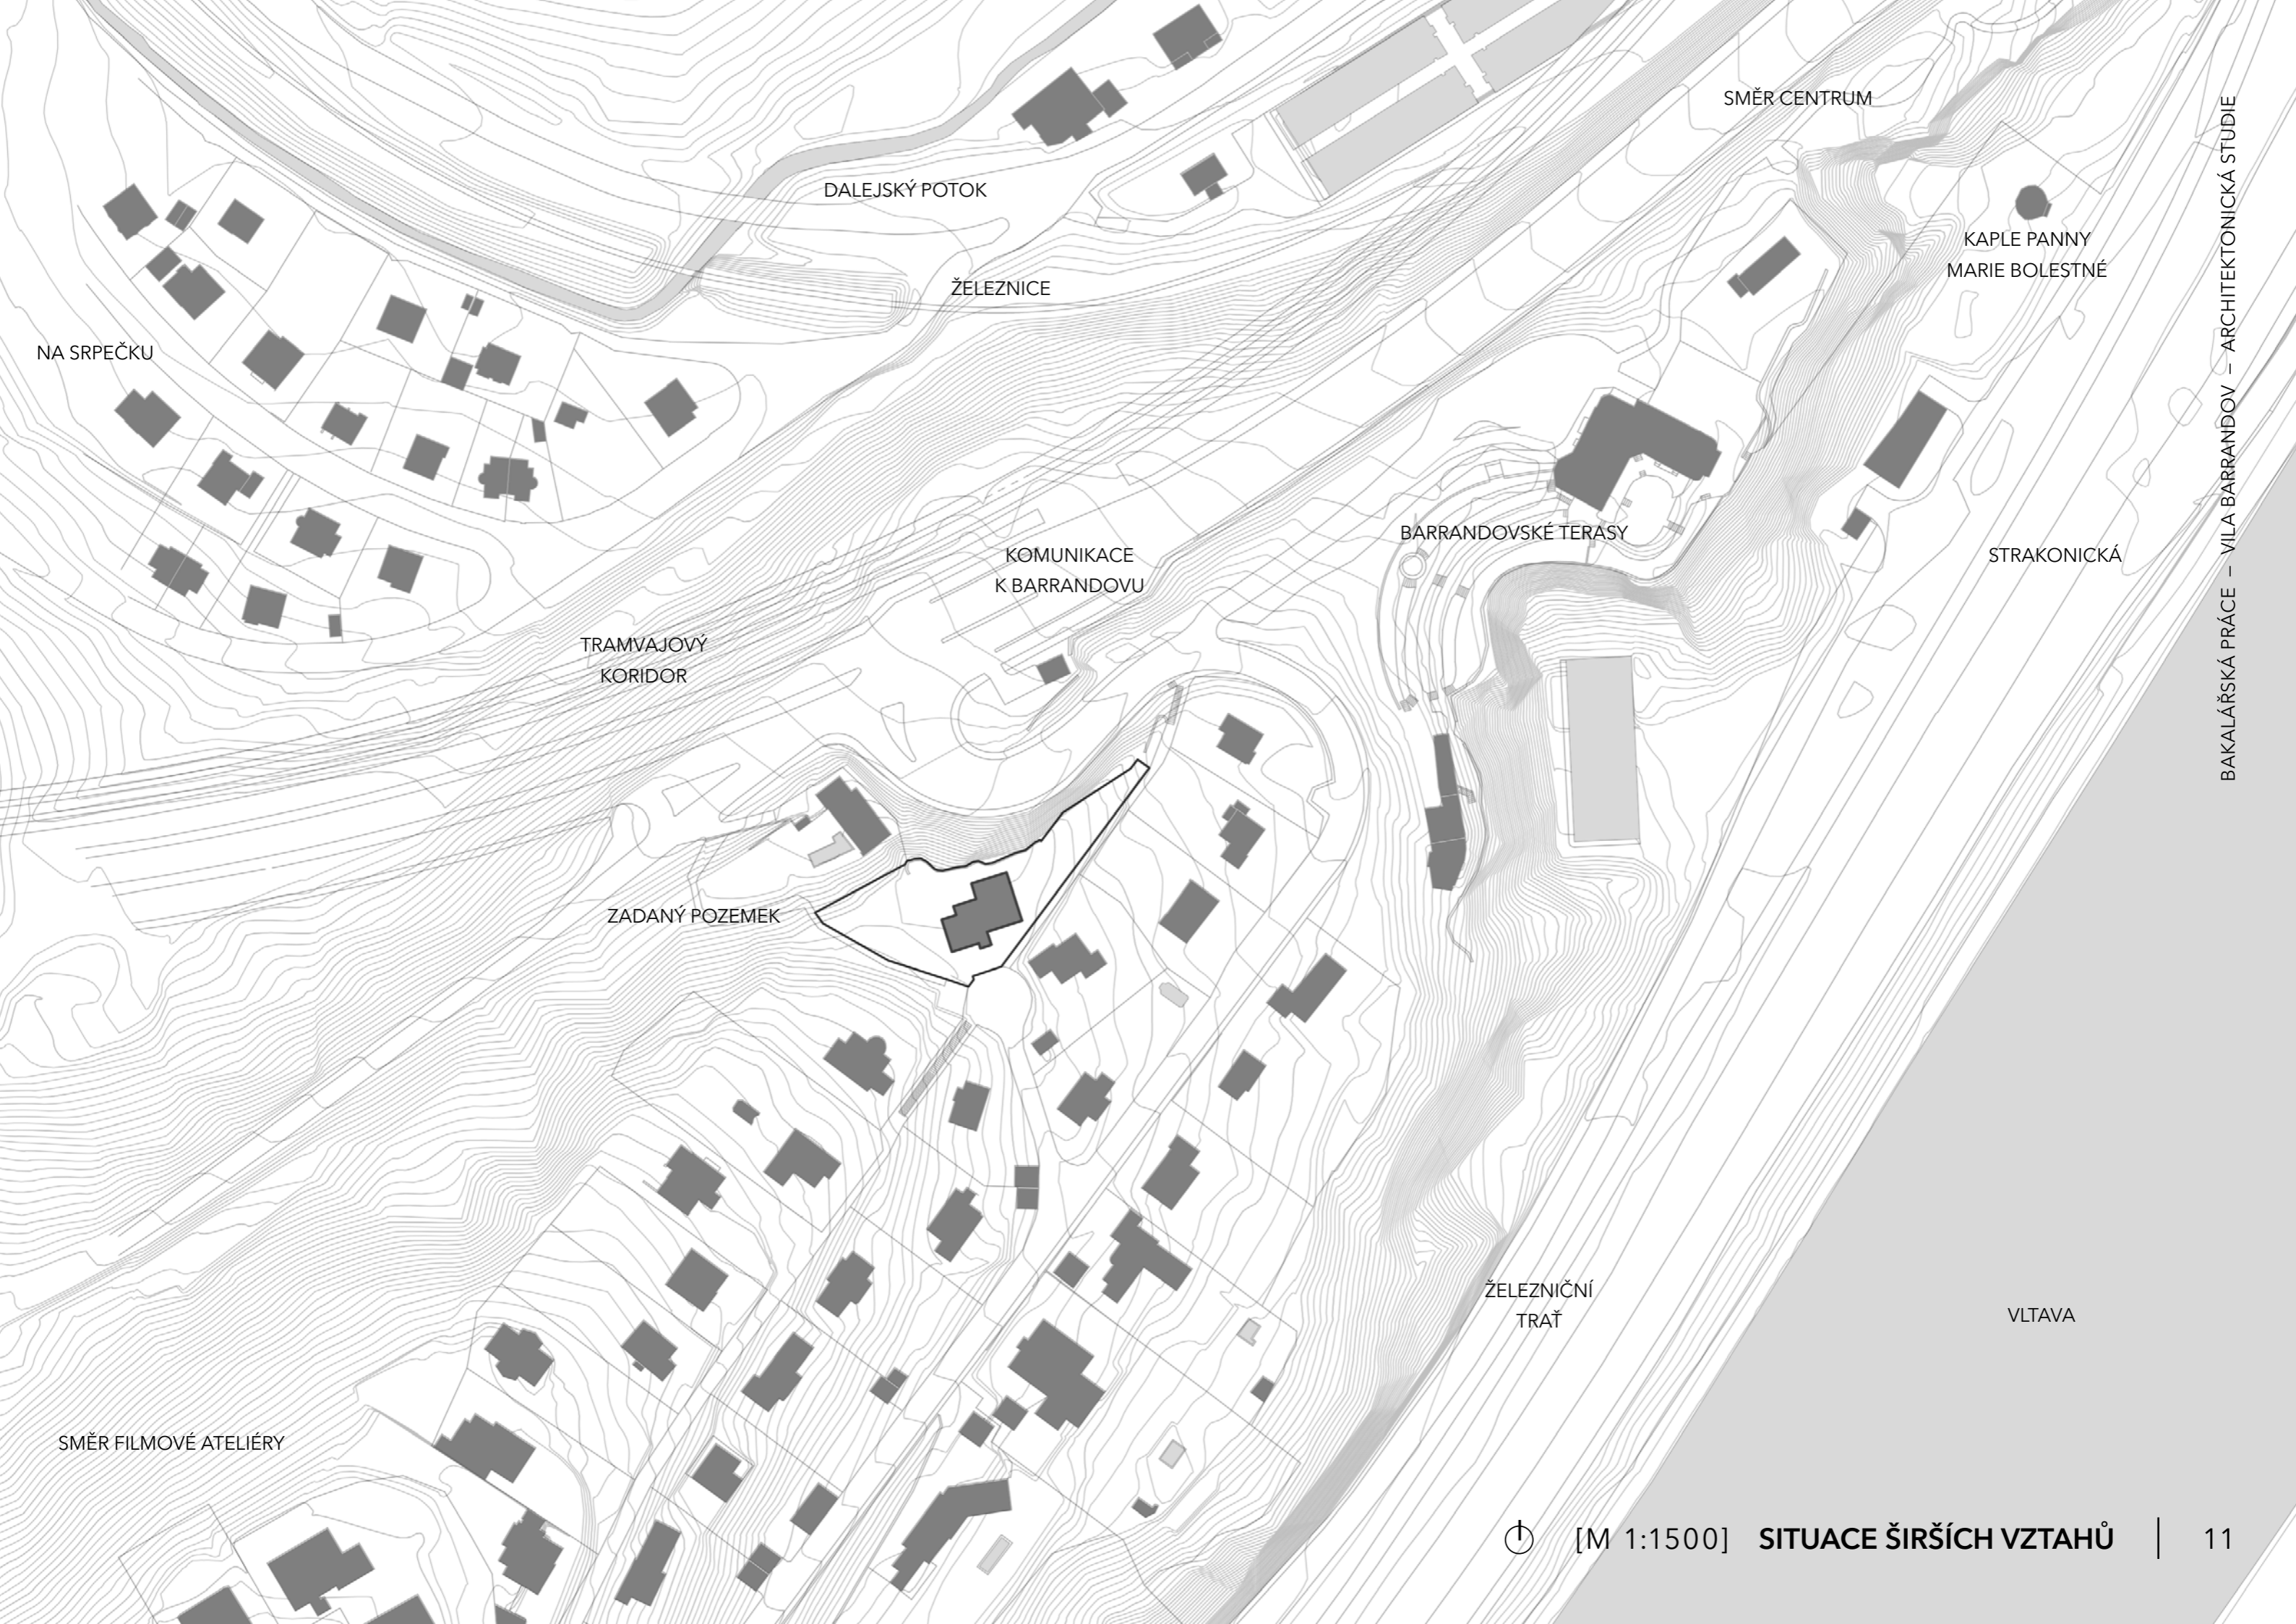 SMĚR CENTRUM
DALEJSKÝ POTOK
KAPLE PANNY
MARIE BOLESTNÉ
ŽELEZNICE
NA SRPEČKU
BARRANDOVSKÉ TERASY
KOMUNIKACE
K BARRANDOVU
STRAKONICKÁ
TRAMVAJOVÝ
KORIDOR
ZADANÝ POZEMEK
ŽELEZNIČNÍ
TRAŤ
VLTAVA
SMĚR FILMOVÉ ATELIÉRY
BAKALÁŘSKÁ PRÁCE – VILA BARRANDOV – ARCHITEKTONICKÁ STUDIE
[M 1:1500] SITUACE ŠIRŠÍCH VZTAHŮ 11